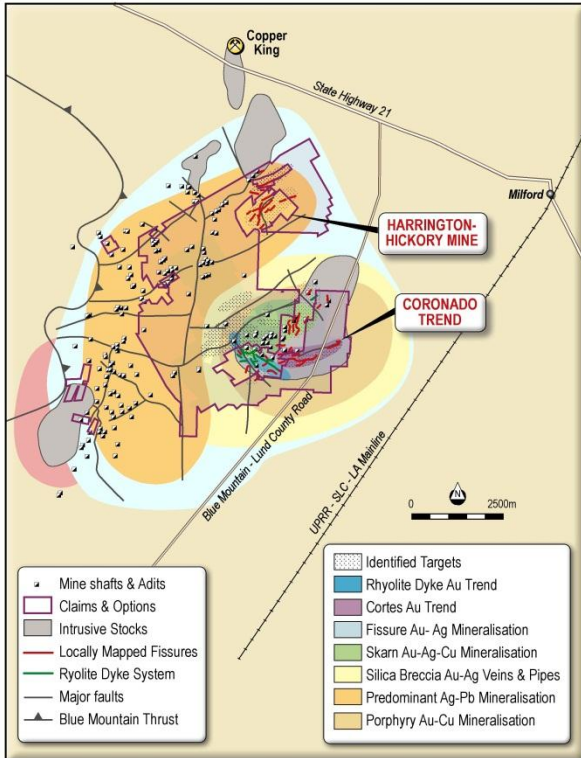 Copper
King
State Highway 21
Milford
HARRINGTON-
HICKORY MINE
CORONADO
TREND
Blue Mountain - Lund County Road
UPRR - SLC - LA Mainline
N
0
2500m
Mine shafts & Adits
Claims & Options
Intrusive Stocks
Locally Mapped Fissures
Ryolite Dyke System
Major faults
Blue Mountain Thrust
Identified Targets
Rhyolite Dyke Au Trend
Cortes Au Trend
Fissure Au- Ag Mineralisation
Skarn Au-Ag-Cu Mineralisation
Silica Breccia Au-Ag Veins & Pipes
Predominant Ag-Pb Mineralisation
Porphyry Au-Cu Mineralisation